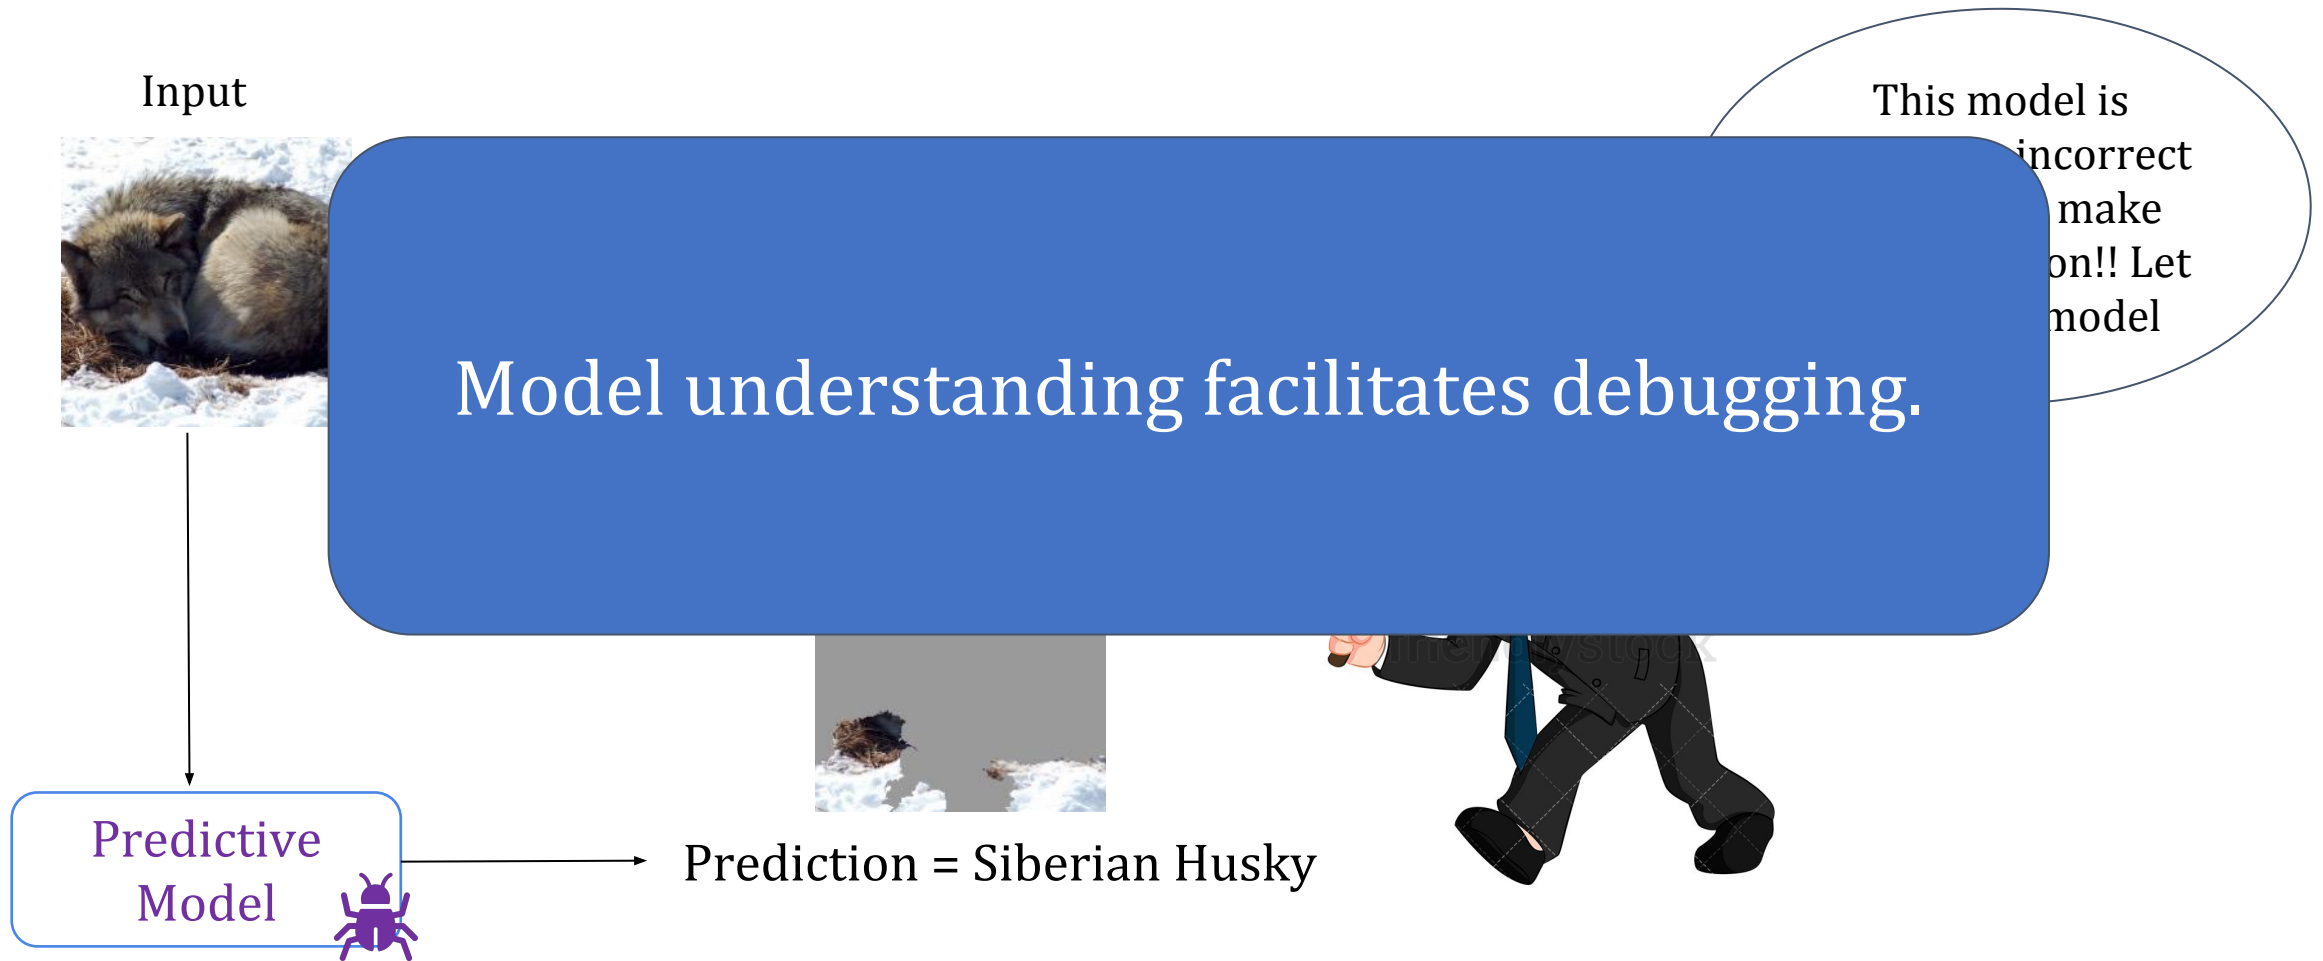 Input
This model is
incorrect
make
on!! Let
model
Model understanding facilitates debugging.
Predictive
Model
Prediction = Siberian Husky